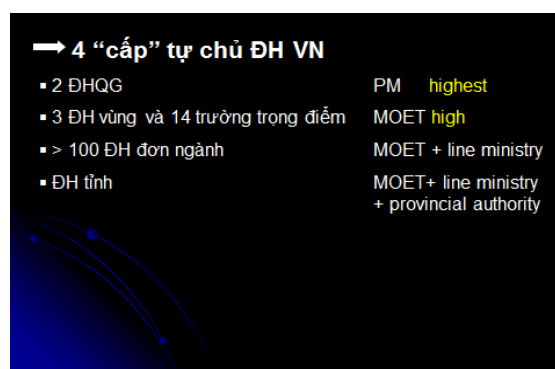 ➞ 4 “cấp” tự chủ ĐH VN
▪ 2 ĐHQG PM highest
▪ 3 ĐH vùng và 14 trường trọng điểm MOET high
▪ > 100 ĐH đơn ngành MOET + line ministry
▪ ĐH tỉnh MOET+ line ministry
+ provincial authority